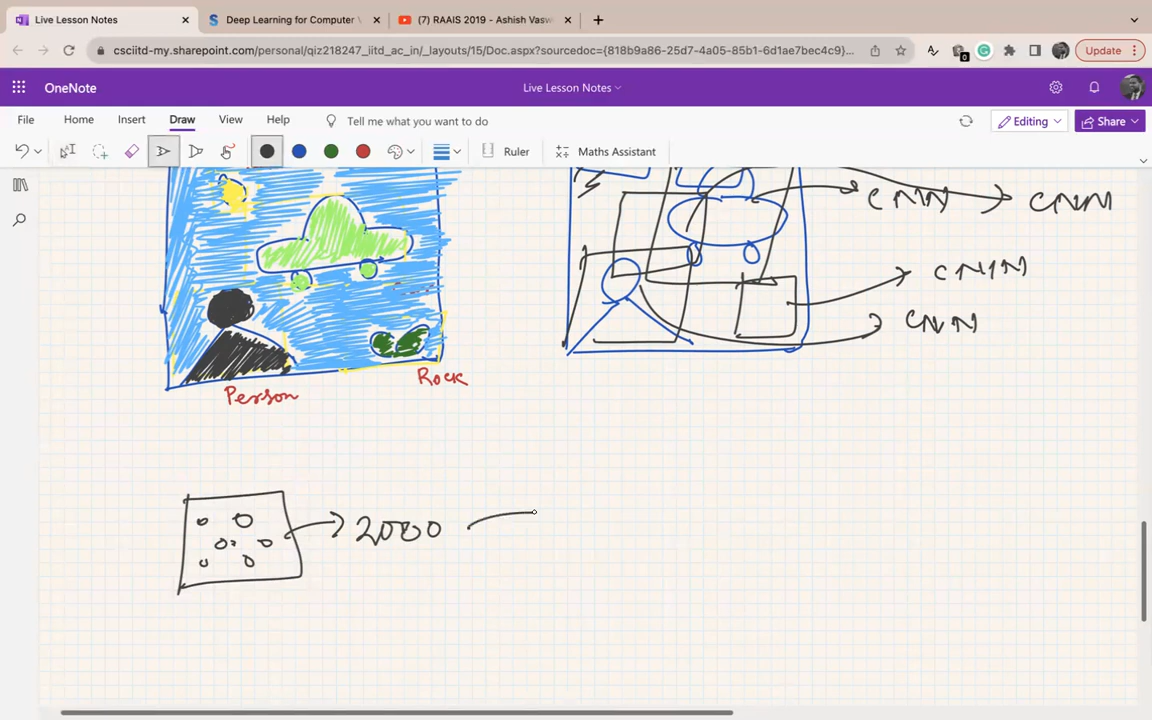 Live Lesson Notes
Deep Learning for Computer V
(7) RAAIS 2019 - Ashish Vasw
csciitd-my.sharepoint.com/personal/qiz218247_iitd_ac_in/_layouts/15/Doc.aspx?sourcedoc={818b9a86-25d7-4a05-85b1-6d1ae7bec4c9}...
0
Update
OneNote
Live Lesson Notes
File
Home
Insert
Draw
View
Help
Tell me what you want to do
Editing
Share
Ruler
Maths Assistant
CNN
CNN
CNN
CNN
Rock
Person
2000